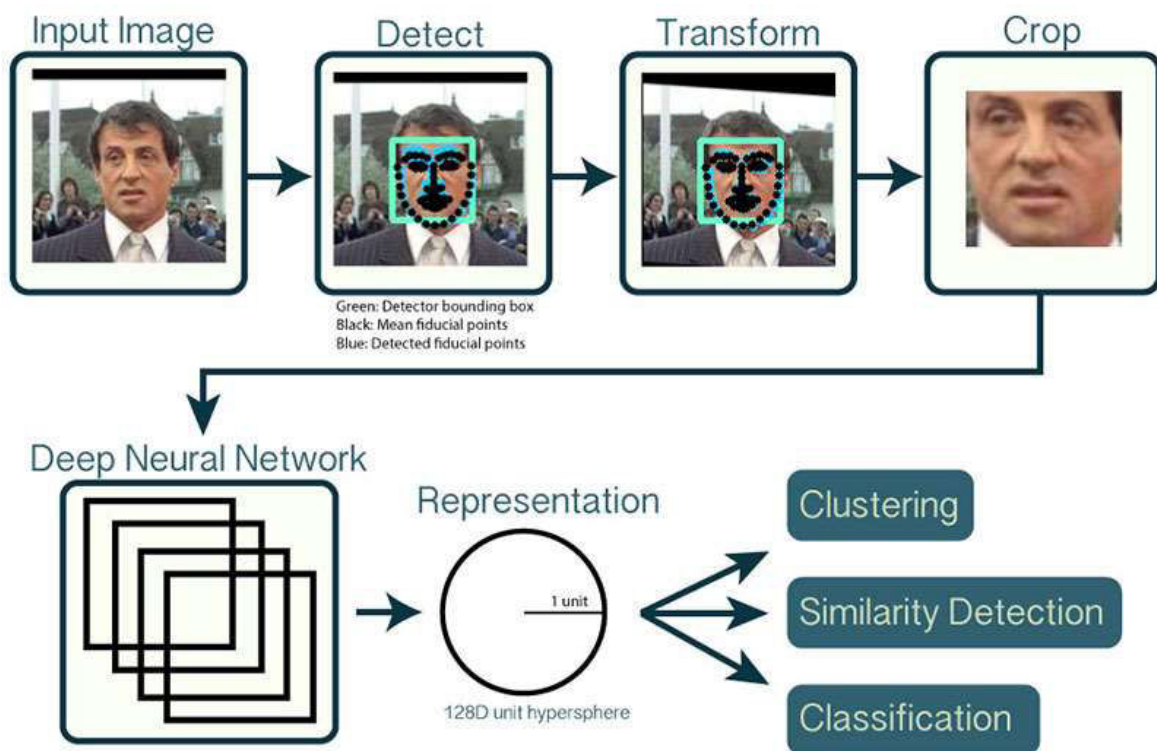 Input Image
Detect
Transform
Crop
Green: Detector bounding box
Black: Mean fiducial points
Blue: Detected fiducial points
Deep Neural Network
Representation
1 unit
128D unit hypersphere
Clustering
Similarity Detection
Classification